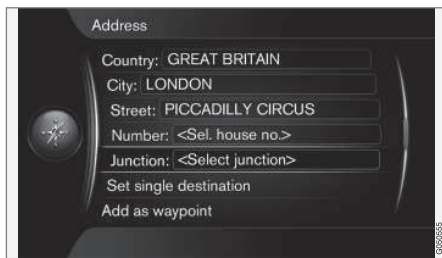 Address
Country: GREAT BRITAIN
City: LONDON
Street: PICCADILLY CIRCUS
Number: <Sel. house no.>
Junction: <Select junction>
Set single destination
Add as waypoint
G050555